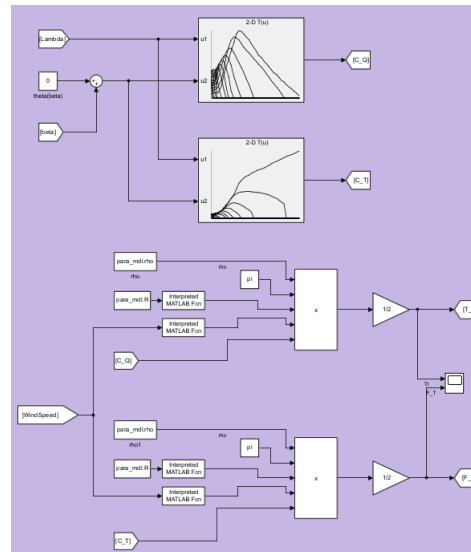 2-D T(u)
[Lambda]
u1
[C_Q]
0
u2
theta(beta)
[beta]
2-D T(u)
u1
[C_T]
u2
para_mdl.rho
rho
rho
pi
para_mdl.R
Interpreted
MATLAB Fcn
x
1/2
[T_
Interpreted
MATLAB Fcn
[C_Q]
F_T
[WindSpeed]
para_mdl.rho
rho
rho1
pi
para_mdl.R
Interpreted
MATLAB Fcn
x
1/2
[F_
Interpreted
MATLAB Fcn
[C_T]